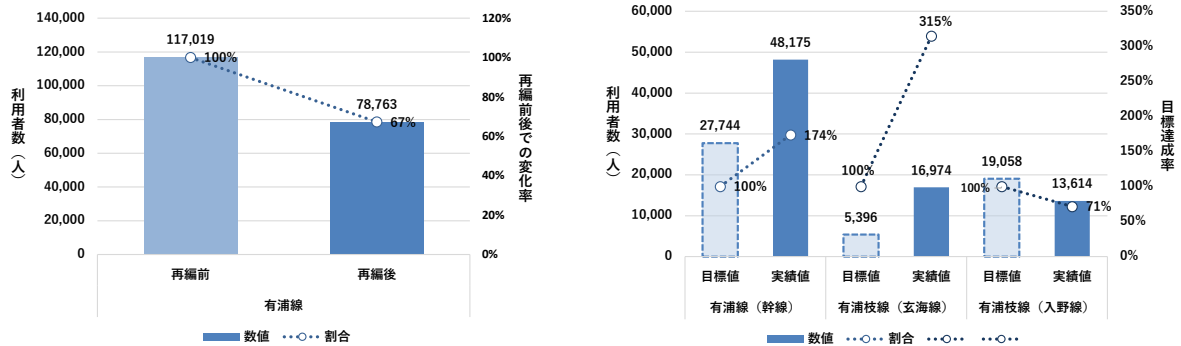 140,000
120,000
100,000
80,000
60,000
40,000
20,000
0
利用者数（人）
117,019
100%
78,763
67%
120%
100%
80%
60%
40%
20%
0%
再編前後での変化率
再編前
再編後
有浦線
数値
割合
60,000
50,000
40,000
30,000
20,000
10,000
0
利用者数（人）
27,744
100%
48,175
174%
100%
5,396
315%
16,974
19,058
100%
13,614
71%
350%
300%
250%
200%
150%
100%
50%
0%
目標達成率
目標値
実績値
目標値
実績値
目標値
実績値
有浦線（幹線）
有浦枝線（玄海線）
有浦枝線（入野線）
数値
割合